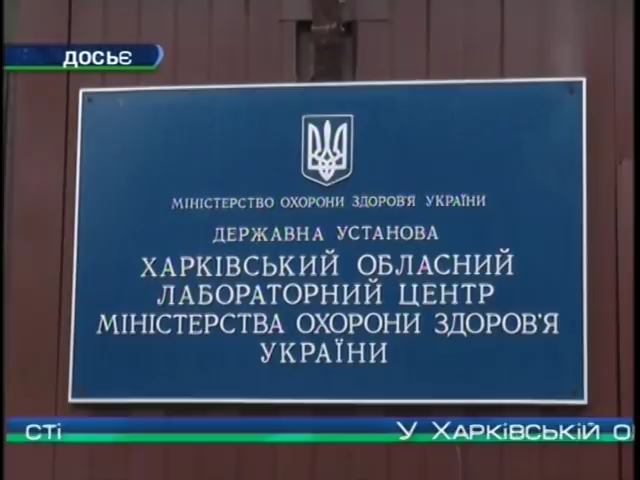 ДОСЬЄ
МІНІСТЕРСТВО ОХОРОНИ ЗДОРОВ'Я УКРАЇНИ
ДЕРЖАВНА УСТАНОВА
ХАРКІВСЬКИЙ ОБЛАСНИЙ
ЛАБОРАТОРНИЙ ЦЕНТР
МІНІСТЕРСТВА ОХОРОНИ ЗДОРОВ'Я
УКРАЇНИ
СТІ У ХАРКІВСЬКІЙ О